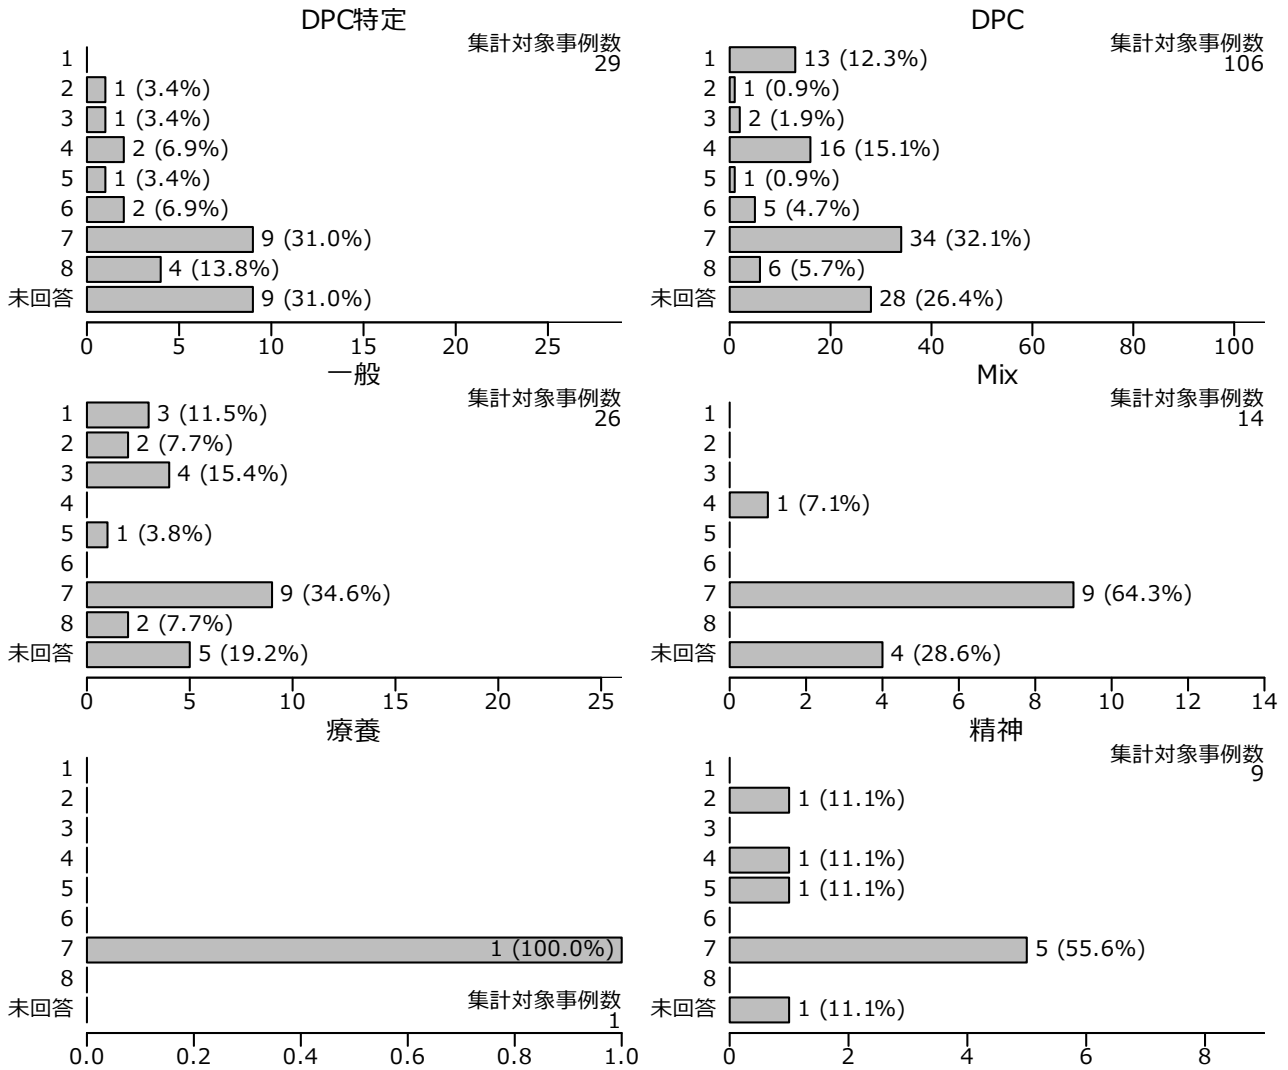 DPC特定
集計対象事例数
29
1
2 1 (3.4%)
3 1 (3.4%)
4 2 (6.9%)
5 1 (3.4%)
6 2 (6.9%)
7 9 (31.0%)
8 4 (13.8%)
未回答 9 (31.0%)
0 5 10 15 20 25
DPC
集計対象事例数
106
1 13 (12.3%)
2 1 (0.9%)
3 2 (1.9%)
4 16 (15.1%)
5 1 (0.9%)
6 5 (4.7%)
7 34 (32.1%)
8 6 (5.7%)
未回答 28 (26.4%)
0 20 40 60 80 100
一般
集計対象事例数
26
1 3 (11.5%)
2 2 (7.7%)
3 4 (15.4%)
4
5 1 (3.8%)
6
7 9 (34.6%)
8 2 (7.7%)
未回答 5 (19.2%)
0 5 10 15 20 25
Mix
集計対象事例数
14
1
2
3
4 1 (7.1%)
5
6
7 9 (64.3%)
8
未回答 4 (28.6%)
0 2 4 6 8 10 12 14
療養
1
2
3
4
5
6
7 1 (100.0%)
8
未回答
集計対象事例数
1
0.0 0.2 0.4 0.6 0.8 1.0
精神
集計対象事例数
9
1
2 1 (11.1%)
3
4 1 (11.1%)
5 1 (11.1%)
6
7 5 (55.6%)
8
未回答 1 (11.1%)
0 2 4 6 8